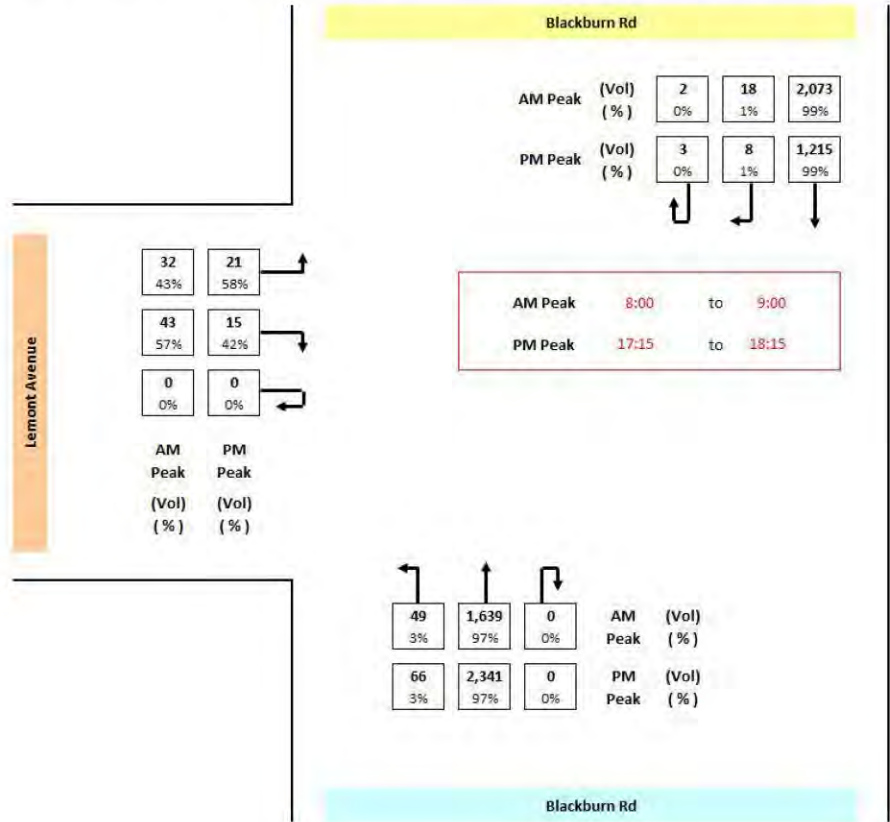 Blackburn Rd
AM Peak (Vol) 2 18 2,073
(%) 0% 1% 99%
PM Peak (Vol) 3 8 1,215
(%) 0% 1% 99%
32 21
43% 58%
43 15
57% 42%
0 0
0% 0%
AM PM
Peak Peak
(Vol) (Vol)
(%) (%)
Lemont Avenue
AM Peak 8:00 to 9:00
PM Peak 17:15 to 18:15
49 1,639 0 AM (Vol)
3% 97% 0% Peak (%)
66 2,341 0 PM (Vol)
3% 97% 0% Peak (%)
Blackburn Rd